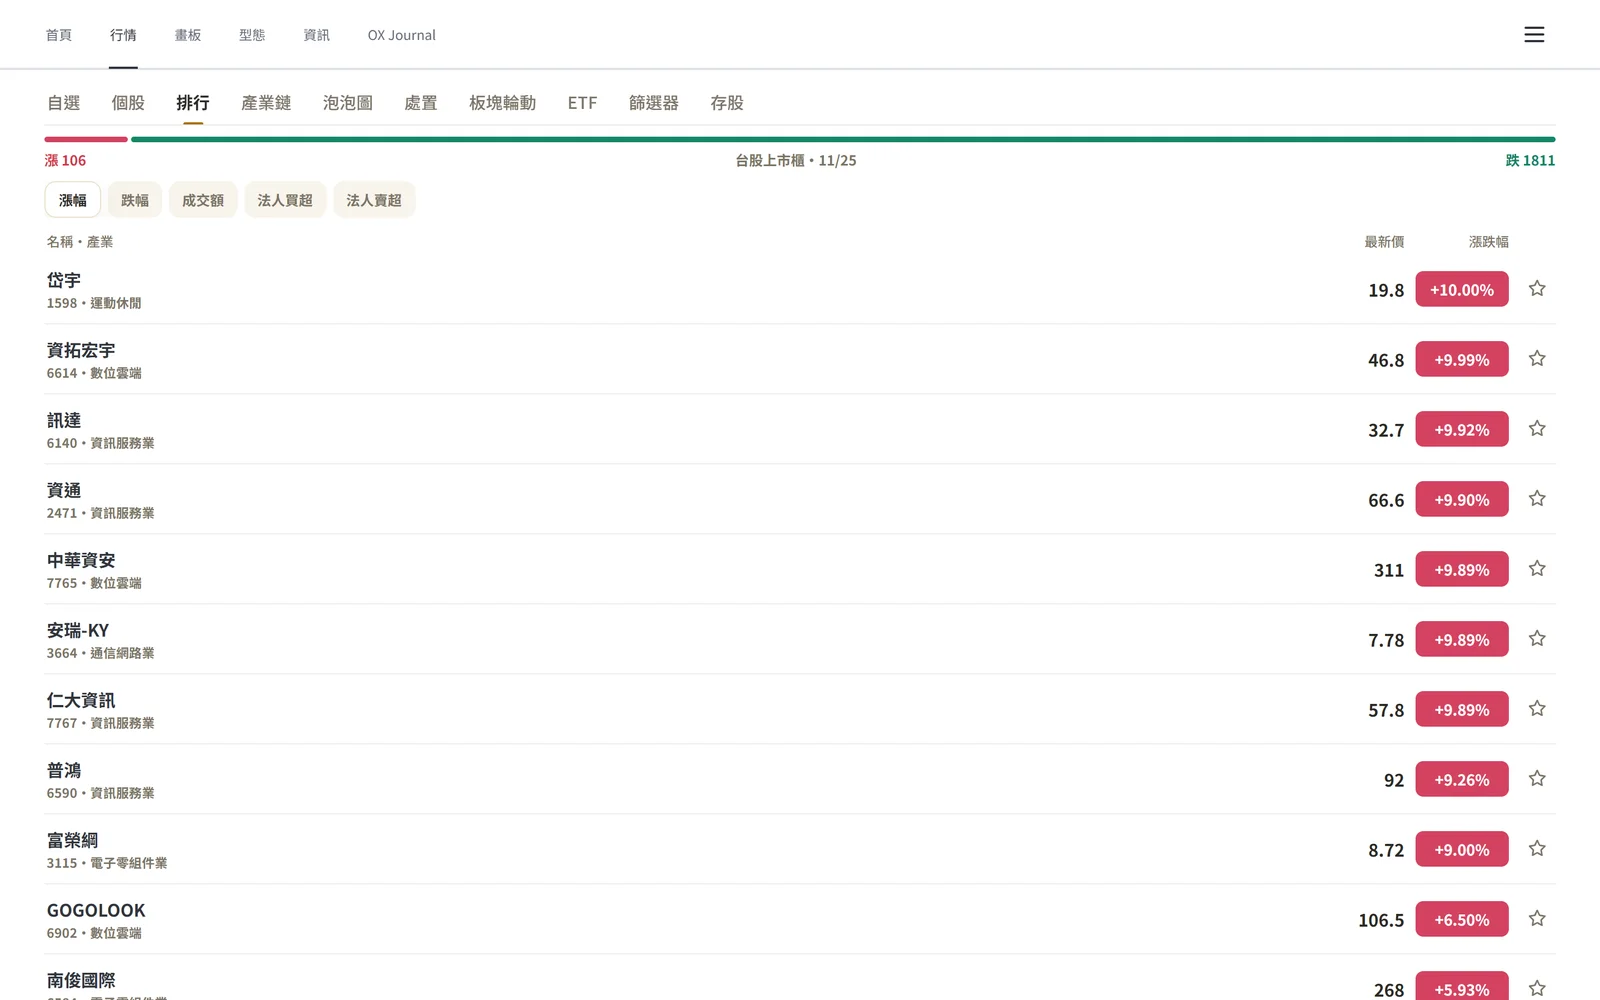 首頁 行情 畫板 型態 資訊 OX Journal
自選 個股 排行 產業鏈 泡泡圖 處置 板塊輪動 ETF 篩選器 存股
漲 106 台股上市櫃・11/25 跌 1811
漲幅 跌幅 成交額 法人買超 法人賣超
名稱・產業 最新價 漲跌幅
岱宇 19.8 +10.00%
1598・運動休閒
資拓宏宇 46.8 +9.99%
6614・數位雲端
訊達 32.7 +9.92%
6140・資訊服務業
資通 66.6 +9.90%
2471・資訊服務業
中華資安 311 +9.89%
7765・數位雲端
安瑞-KY 7.78 +9.89%
3664・通信網路業
仁大資訊 57.8 +9.89%
7767・資訊服務業
普鴻 92 +9.26%
6590・資訊服務業
富榮綱 8.72 +9.00%
3115・電子零組件業
GOGOLOOK 106.5 +6.50%
6902・數位雲端
南俊國際 268 +5.93%